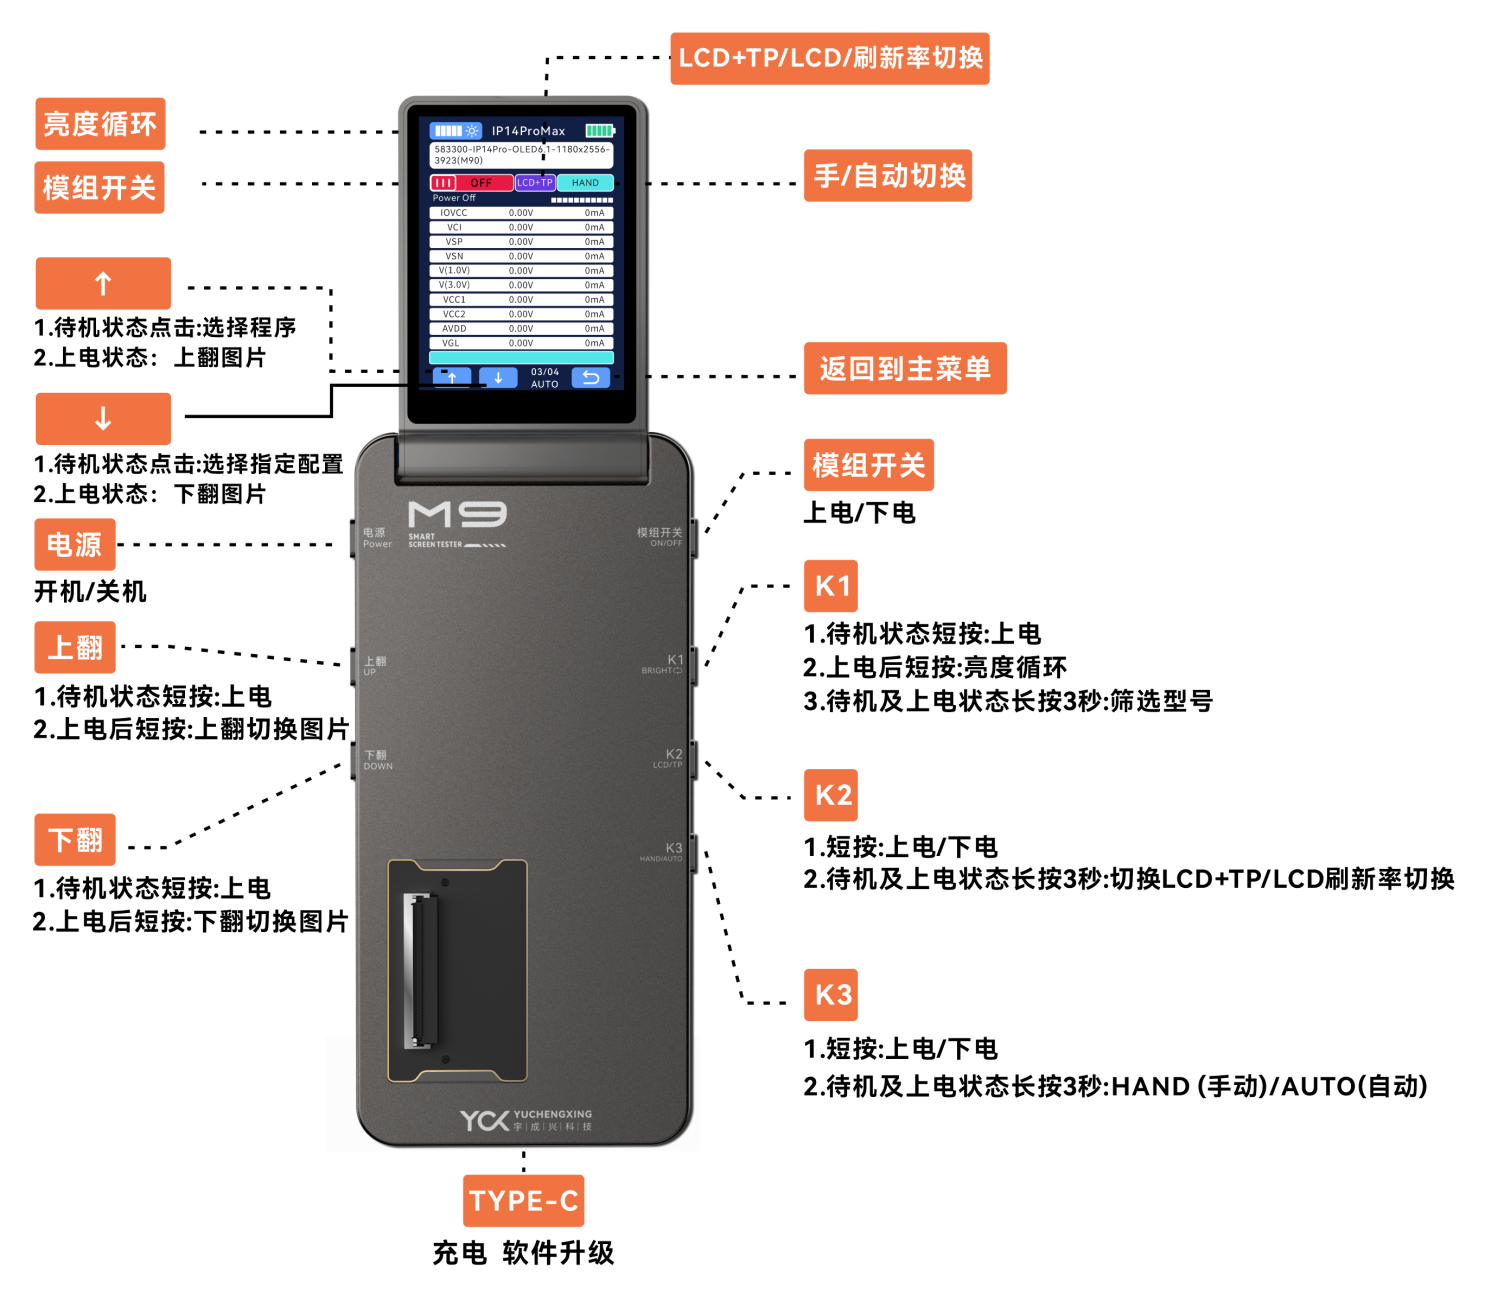 LCD+TP/LCD/刷新率切换
亮度循环
模组开关
手/自动切换
↑
1.待机状态点击:选择程序
2.上电状态：上翻图片
返回到主菜单
↓
1.待机状态点击:选择指定配置
2.上电状态：下翻图片
模组开关
上电/下电
电源
开机/关机
K1
1.待机状态短按:上电
2.上电后短按:亮度循环
3.待机及上电状态长按3秒:筛选型号
上翻
1.待机状态短按:上电
2.上电后短按:上翻切换图片
K2
1.短按:上电/下电
2.待机及上电状态长按3秒:切换LCD+TP/LCD刷新率切换
下翻
1.待机状态短按:上电
2.上电后短按:下翻切换图片
K3
1.短按:上电/下电
2.待机及上电状态长按3秒:HAND (手动)/AUTO(自动)
TYPE-C
充电 软件升级
IP14ProMax
583300-IP14Pro-OLED6.1-1180x2556-
3923(M90)
OFF LCD+TP HAND
Power Off
IOVCC 0.00V 0mA
VCI 0.00V 0mA
VSP 0.00V 0mA
VSN 0.00V 0mA
V(1.0V) 0.00V 0mA
V(3.0V) 0.00V 0mA
VCC1 0.00V 0mA
VCC2 0.00V 0mA
AVDD 0.00V 0mA
VGL 0.00V 0mA
↑ ↓ 03/04
AUTO
M9
SMART
SCREEN TESTER
电源
Power
模组开关
ON/OFF
上翻
UP
K1
BRIGHT
下翻
DOWN
K2
LCD/TP
K3
HAND/AUTO
YCX YUCHENGXING
宇|成|兴|科|技